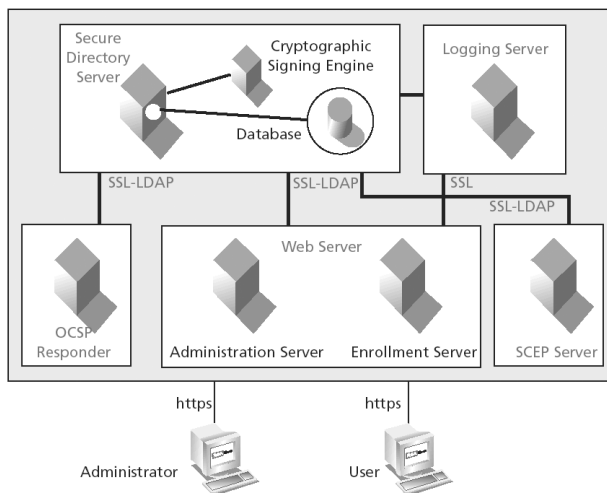 Secure
Directory
Server
Cryptographic
Signing Engine
Logging Server
Database
SSL-LDAP
SSL-LDAP
SSL
SSL-LDAP
Web Server
OCSP
Responder
Administration Server
Enrollment Server
SCEP Server
https
https
Administrator
User